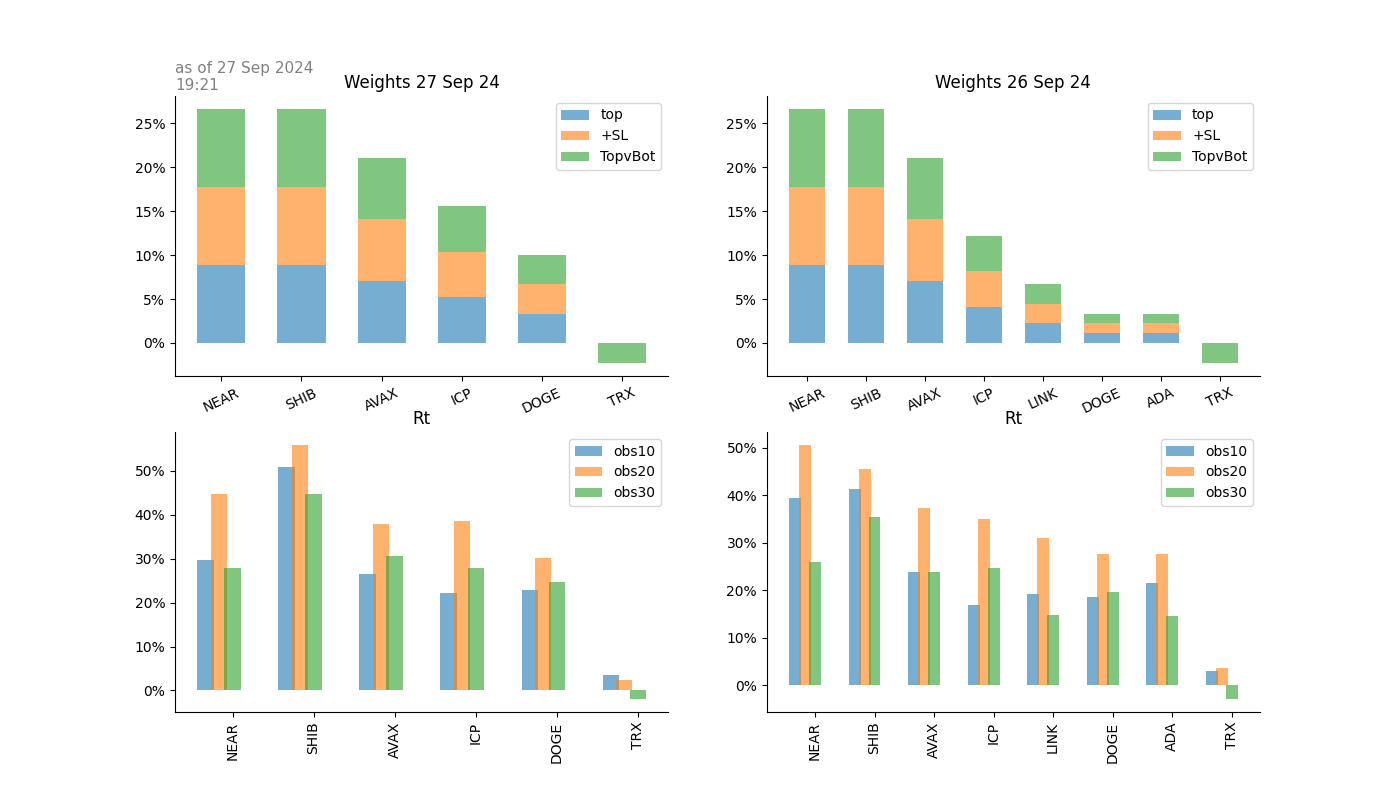 as of 27 Sep 2024
19:21
Weights 27 Sep 24
25%
20%
15%
10%
5%
0%
top
+SL
TopvBot
NEAR SHIB AVAX ICP DOGE TRX
Weights 26 Sep 24
25%
20%
15%
10%
5%
0%
top
+SL
TopvBot
NEAR SHIB AVAX ICP LINK DOGE ADA TRX
Rt
50%
40%
30%
20%
10%
0%
obs10
obs20
obs30
NEAR SHIB AVAX ICP DOGE TRX
Rt
50%
40%
30%
20%
10%
0%
obs10
obs20
obs30
NEAR SHIB AVAX ICP LINK DOGE ADA TRX